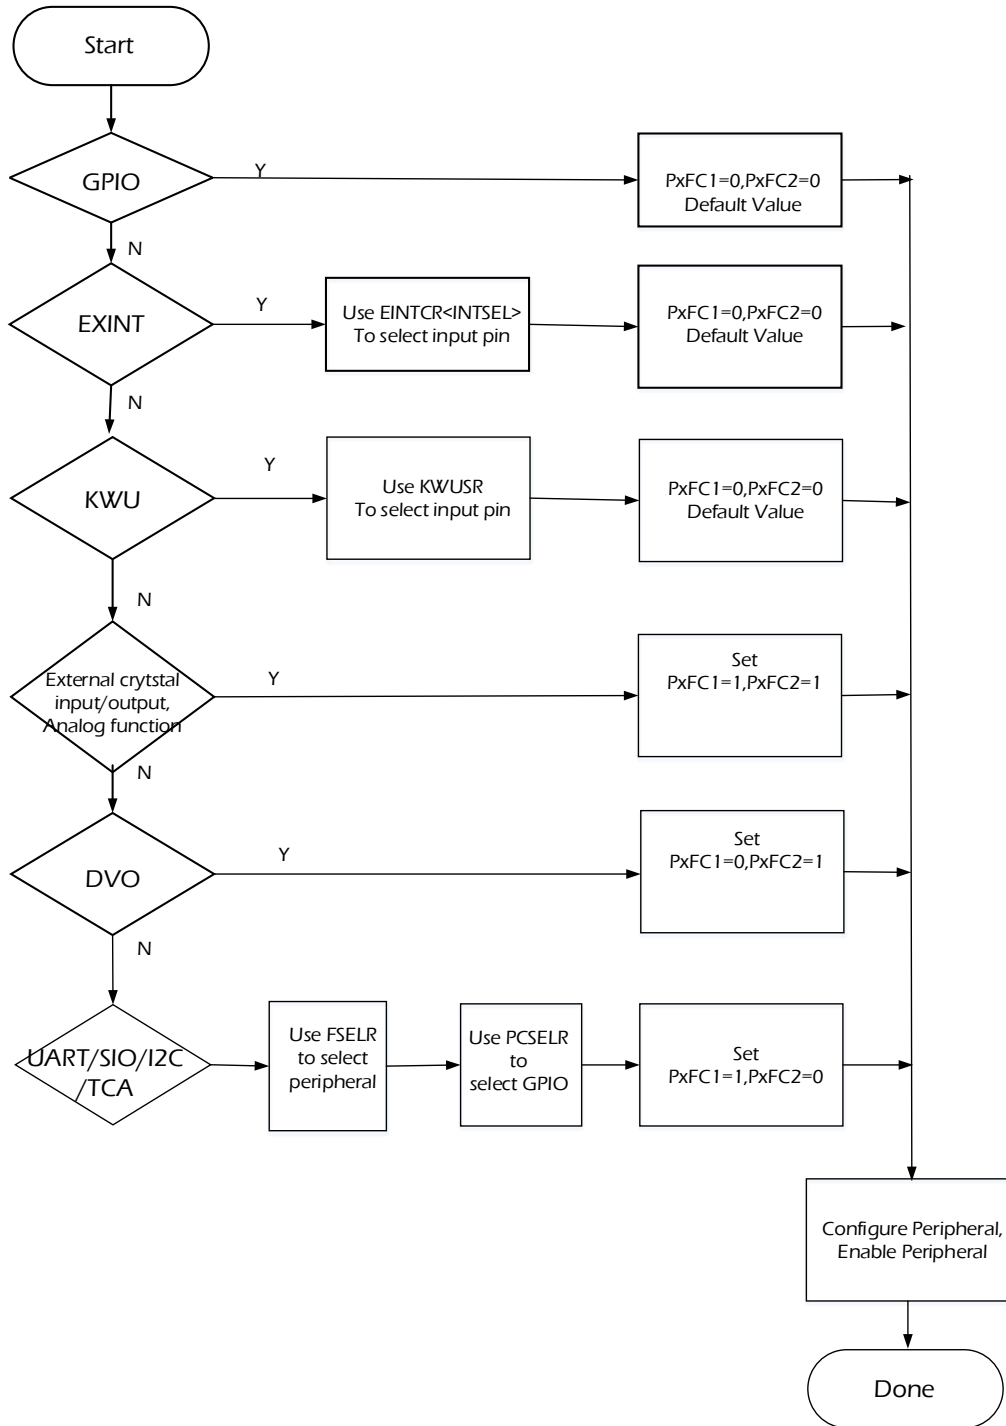 Start
GPIO
Y
PxFC1=0,PxFC2=0
Default Value
N
EXINT
Y
Use EINTCR<INTSEL>
To select input pin
PxFC1=0,PxFC2=0
Default Value
N
KWU
Y
Use KWUSR
To select input pin
PxFC1=0,PxFC2=0
Default Value
N
External crytstal
input/output,
Analog function
Y
Set
PxFC1=1,PxFC2=1
N
DVO
Y
Set
PxFC1=0,PxFC2=1
N
UART/SIO/I2C
/TCA
Use FSELR
to select
peripheral
Use PCSELR
to
select GPIO
Set
PxFC1=1,PxFC2=0
Configure Peripheral,
Enable Peripheral
Done